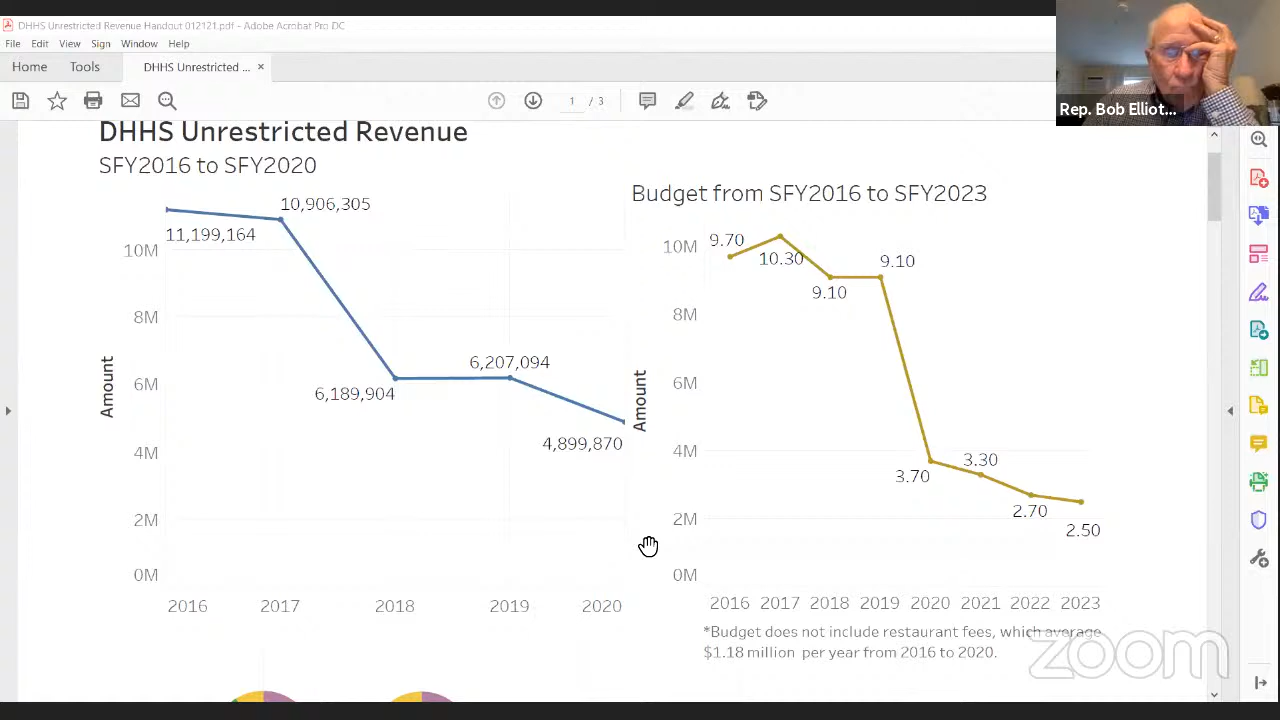 DHHS Unrestricted Revenue Handout 012121.pdf - Adobe Acrobat Pro DC
File Edit View Sign Window Help
Home Tools DHHS Unrestricted ... ×
1 / 3
Rep. Bob Elliot...
DHHS Unrestricted Revenue
SFY2016 to SFY2020
10,906,305
11,199,164
10M
8M
6,207,094
6M
6,189,904
4,899,870
4M
2M
0M
Amount
2016 2017 2018 2019 2020
Budget from SFY2016 to SFY2023
9.70
10M
10.30
9.10
9.10
8M
6M
4M
3.30
3.70
2.70
2M
2.50
0M
Amount
2016 2017 2018 2019 2020 2021 2022 2023
*Budget does not include restaurant fees, which average
$1.18 million per year from 2016 to 2020.
zoom